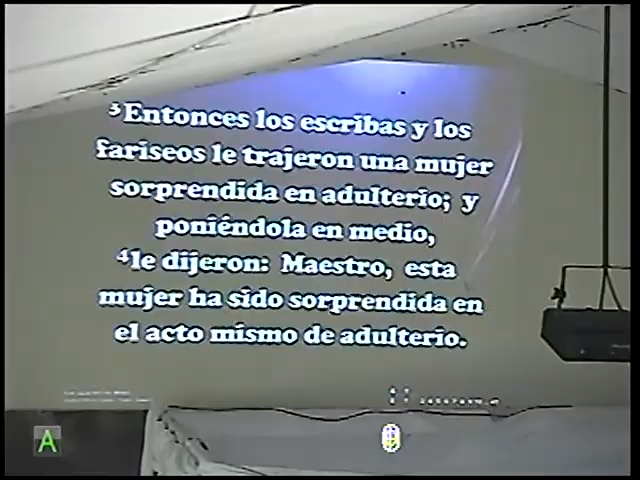 ³Entonces los escribas y los
fariseos le trajeron una mujer
sorprendida en adulterio; y
poniéndola en medio,
⁴le dijeron: Maestro, esta
mujer ha sido sorprendida en
el acto mismo de adulterio.
A